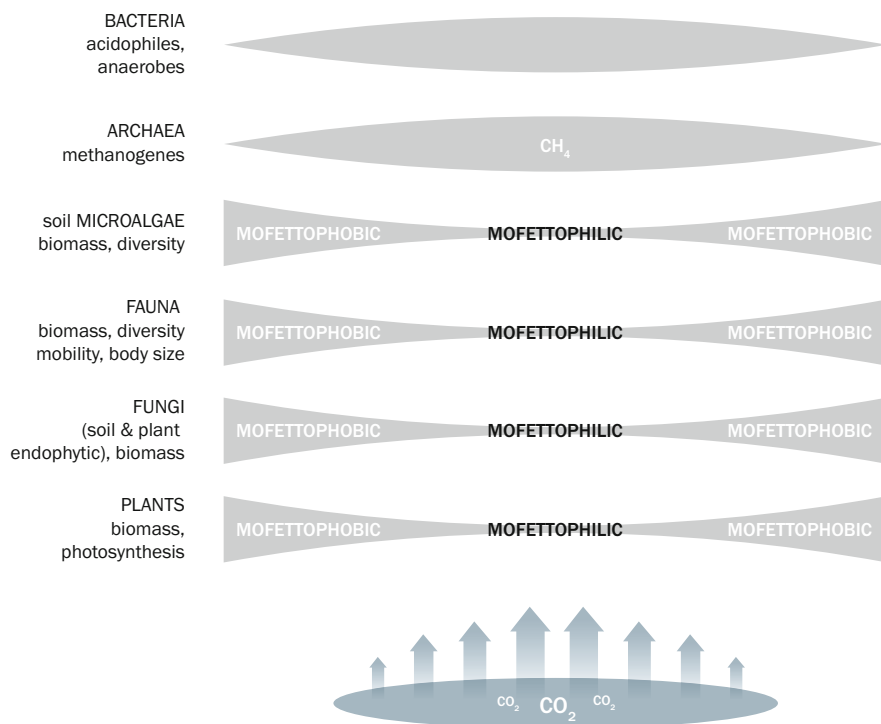 BACTERIA
acidophiles,
anaerobes
ARCHAEA
methanogenes
CH₄
soil MICROALGAE
biomass, diversity
MOFETTOPHOBIC MOFETTOPHILIC MOFETTOPHOBIC
FAUNA
biomass, diversity
mobility, body size
MOFETTOPHOBIC MOFETTOPHILIC MOFETTOPHOBIC
FUNGI
(soil & plant
endophytic), biomass
MOFETTOPHOBIC MOFETTOPHILIC MOFETTOPHOBIC
PLANTS
biomass,
photosynthesis
MOFETTOPHOBIC MOFETTOPHILIC MOFETTOPHOBIC
CO₂ CO₂ CO₂